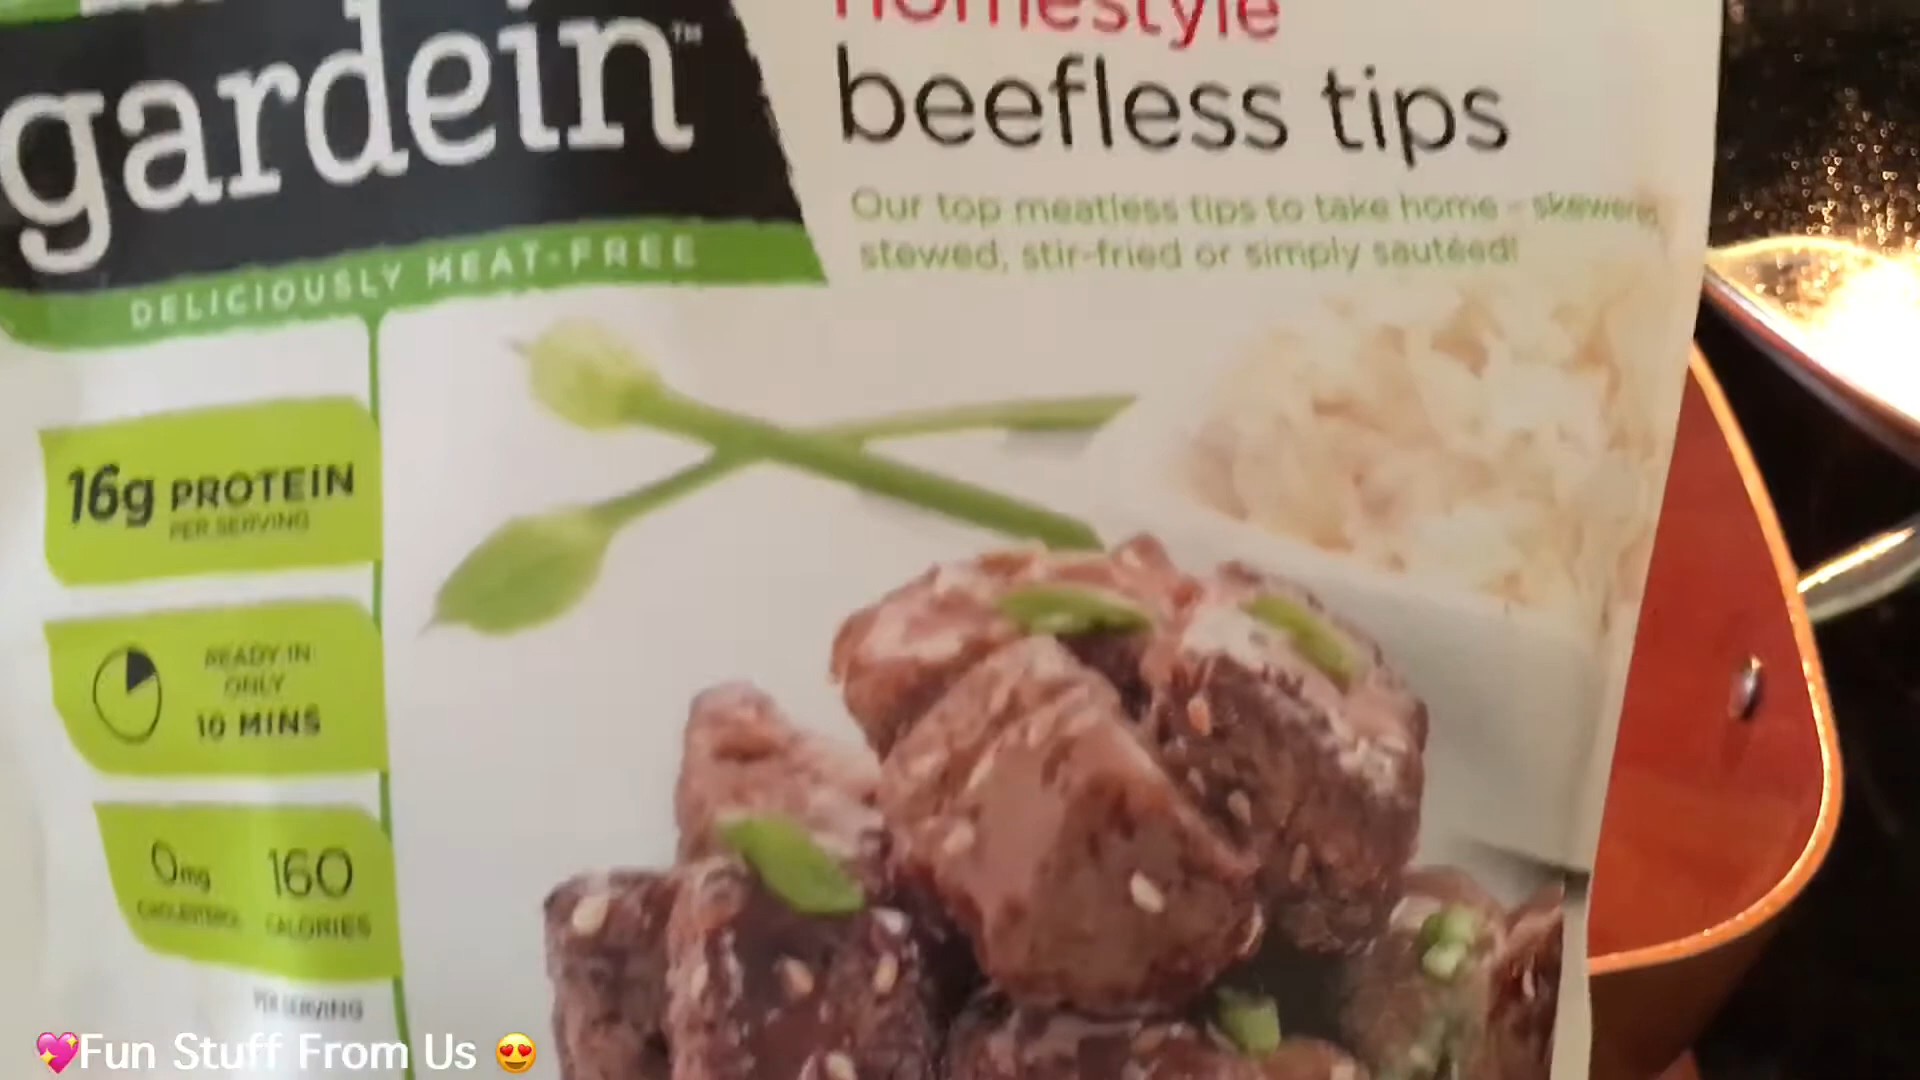 gardein™
DELICIOUSLY MEAT-FREE
homestyle
beefless tips
Our top meatless tips to take home - skewered,
stewed, stir-fried or simply sautéed!
16g PROTEIN
PER SERVING
READY IN
ONLY
10 MINS
0mg 160
CHOLESTEROL CALORIES
PER SERVING
💖Fun Stuff From Us 😍